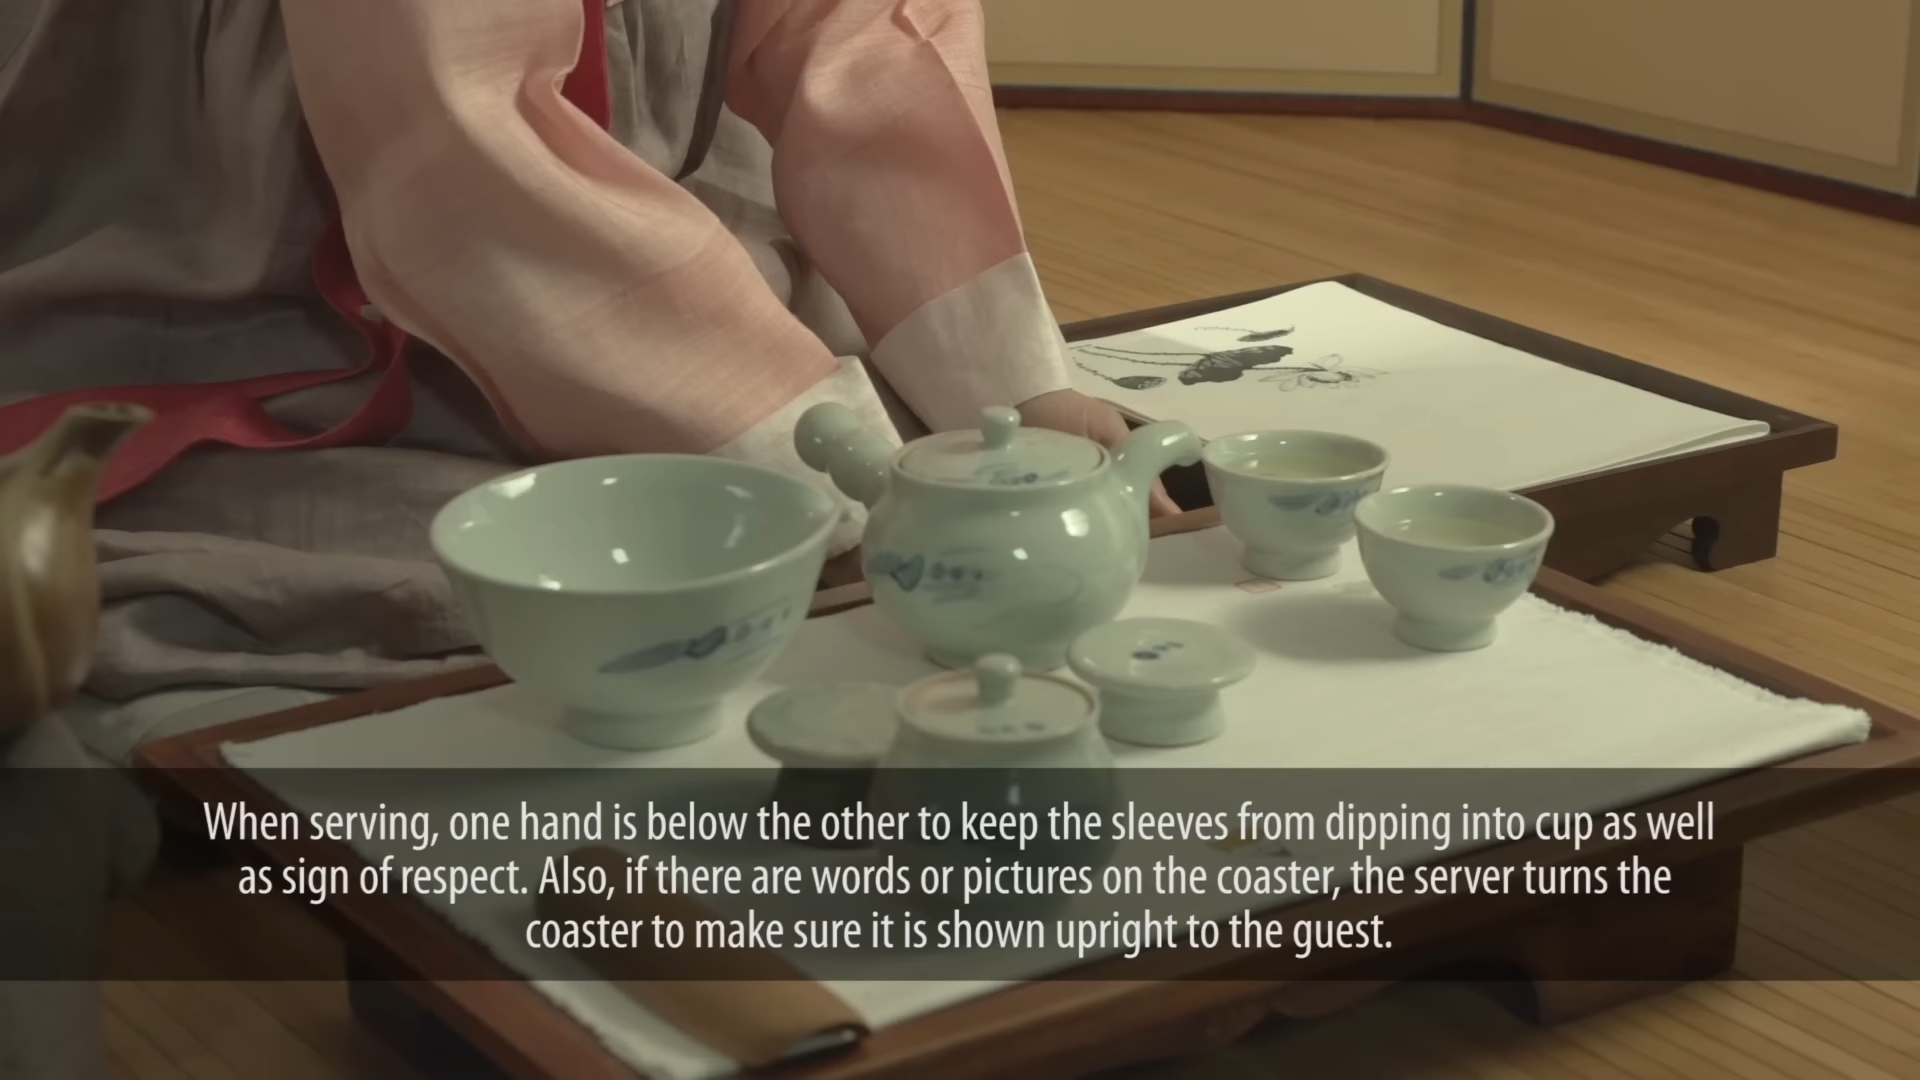 When serving, one hand is below the other to keep the sleeves from dipping into cup as well
as sign of respect. Also, if there are words or pictures on the coaster, the server turns the
coaster to make sure it is shown upright to the guest.